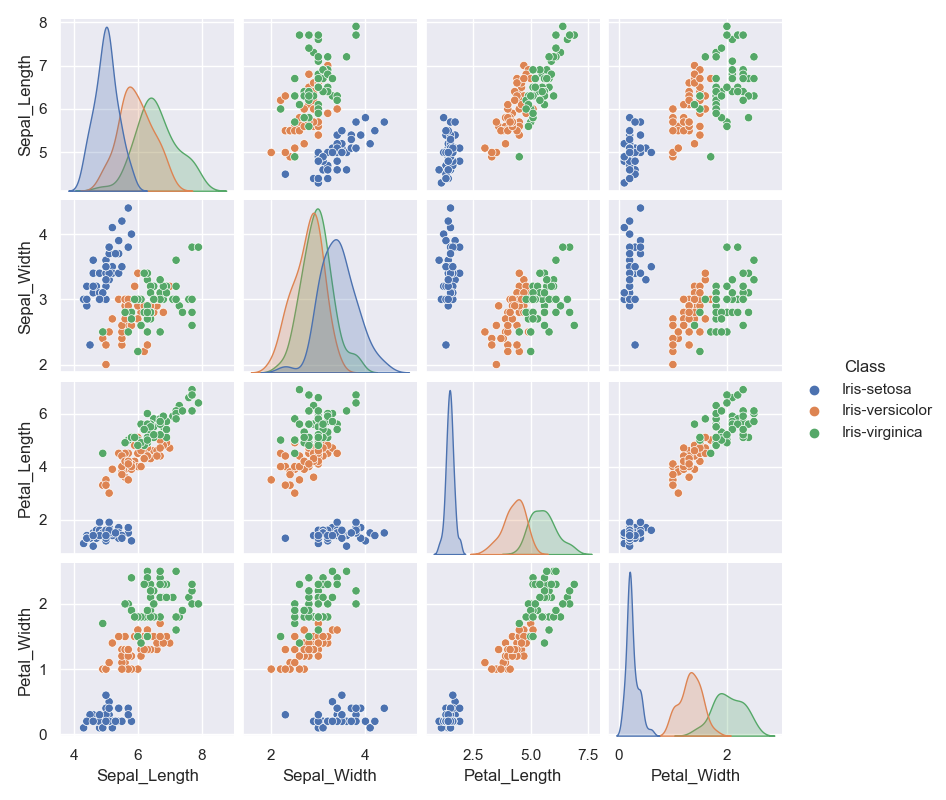 8
7
6
5
Sepal_Length
4
3
2
Sepal_Width
6
4
2
Petal_Length
2
1
0
Petal_Width
4 6 8
2 4
2.5 5.0 7.5
0 2
Sepal_Length Sepal_Width Petal_Length Petal_Width
Class
Iris-setosa
Iris-versicolor
Iris-virginica